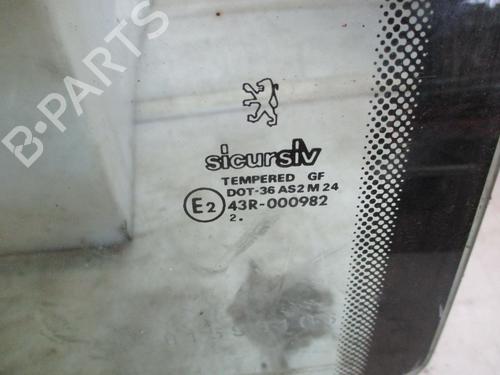 B-PARTS
sicursiv
TEMPERED GF
DOT-36 AS2 M 24
E2 43R-000982
2.